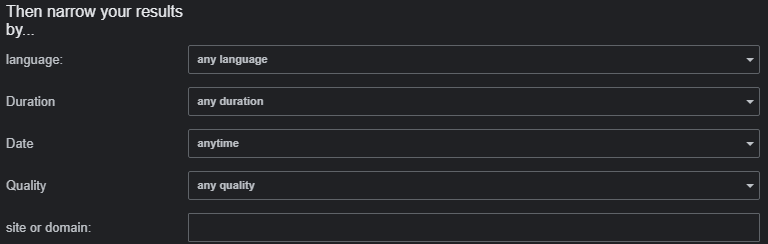 Then narrow your results
by...
language:
any language
Duration
any duration
Date
anytime
Quality
any quality
site or domain: